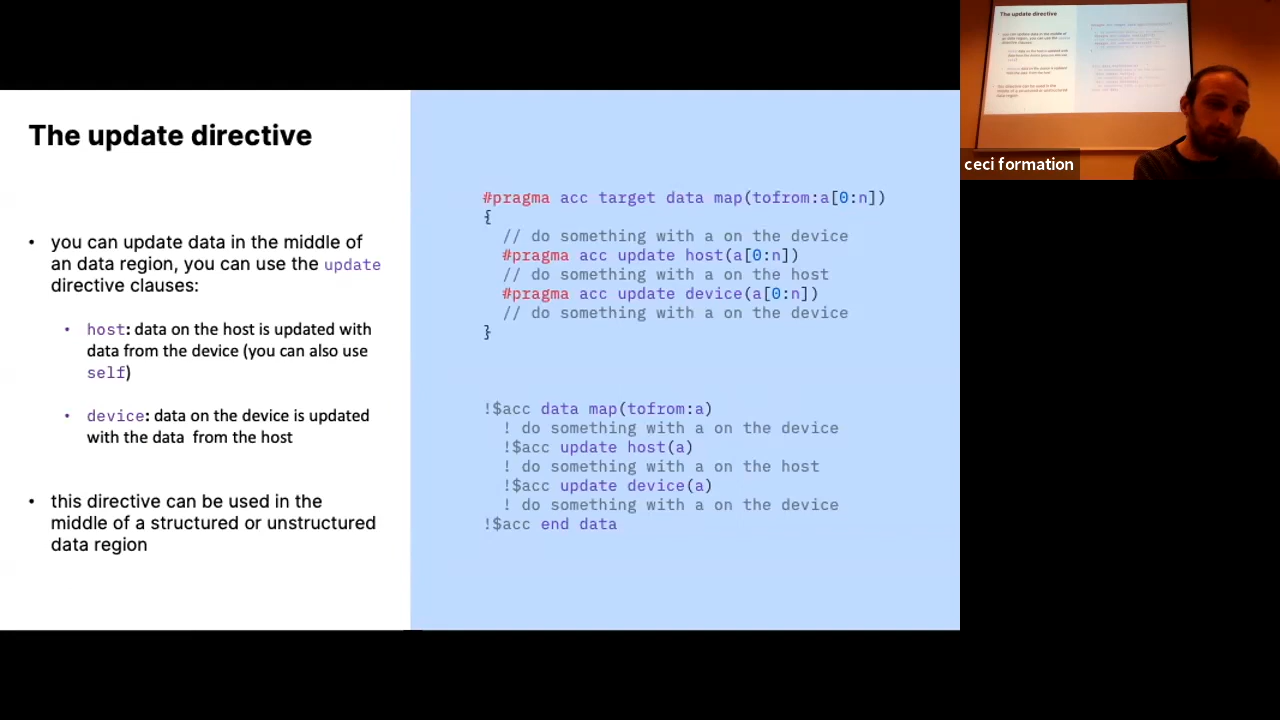 The update directive
• you can update data in the middle of
an data region, you can use the update
directive clauses:
• host: data on the host is updated with
data from the device (you can also use
self)
• device: data on the device is updated
with the data from the host
• this directive can be used in the
middle of a structured or unstructured
data region
#pragma acc target data map(tofrom:a[0:n])
{
// do something with a on the device
#pragma acc update host(a[0:n])
// do something with a on the host
#pragma acc update device(a[0:n])
// do something with a on the device
}
!$acc data map(tofrom:a)
! do something with a on the device
!$acc update host(a)
! do something with a on the host
!$acc update device(a)
! do something with a on the device
!$acc end data
The update directive
ceci formation